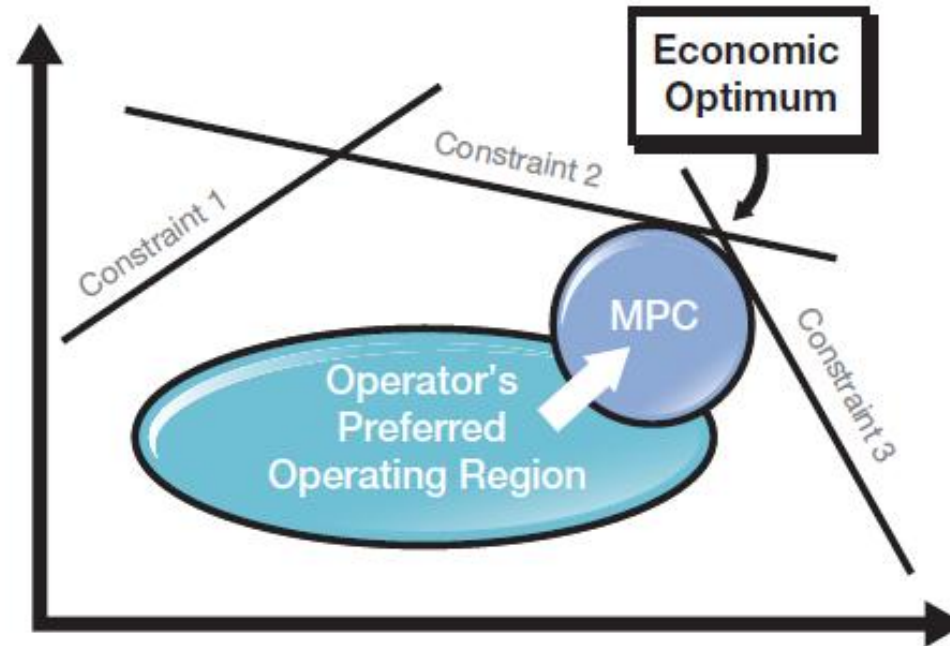 Economic
Optimum
Constraint 1
Constraint 2
MPC
Constraint 3
Operator's
Preferred
Operating Region